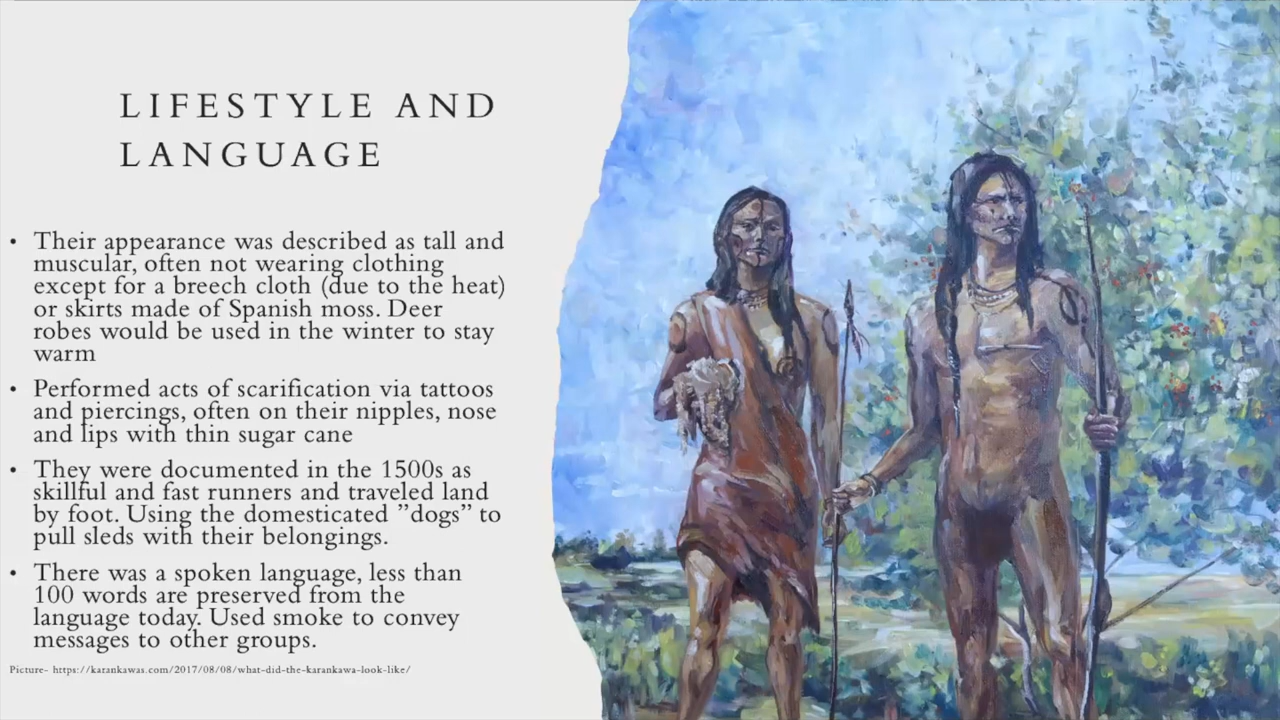 LIFESTYLE AND
LANGUAGE
• Their appearance was described as tall and
muscular, often not wearing clothing
except for a breech cloth (due to the heat)
or skirts made of Spanish moss. Deer
robes would be used in the winter to stay
warm
• Performed acts of scarification via tattoos
and piercings, often on their nipples, nose
and lips with thin sugar cane
• They were documented in the 1500s as
skillful and fast runners and traveled land
by foot. Using the domesticated ”dogs” to
pull sleds with their belongings.
• There was a spoken language, less than
100 words are preserved from the
language today. Used smoke to convey
messages to other groups.
Picture- https://karankawas.com/2017/08/08/what-did-the-karankawa-look-like/